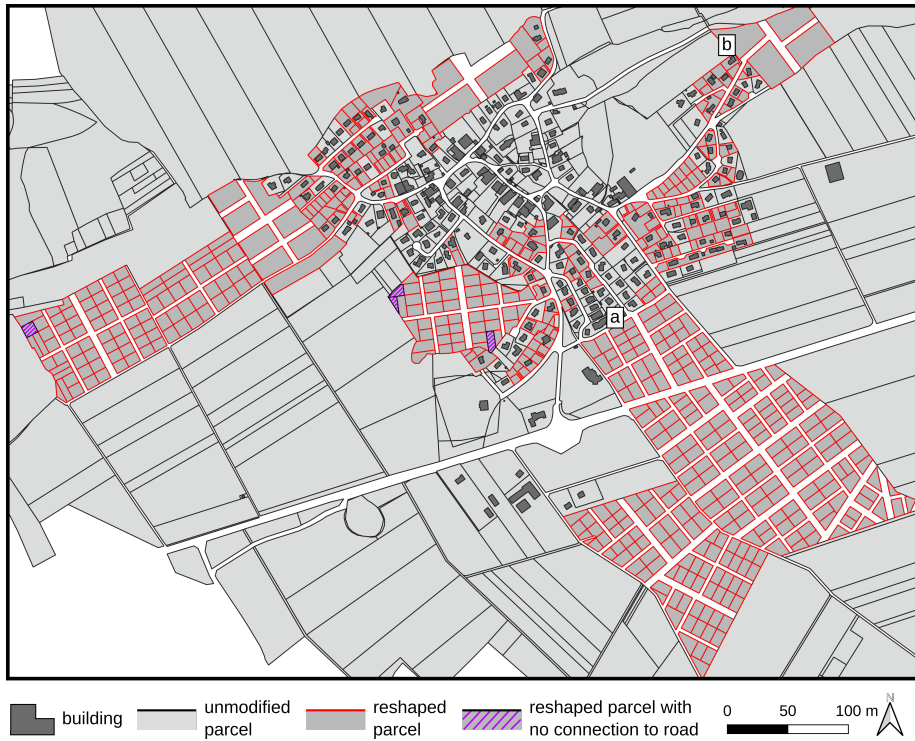 b
a
N
building
unmodified
parcel
reshaped
parcel
reshaped parcel with
no connection to road
0 50 100 m